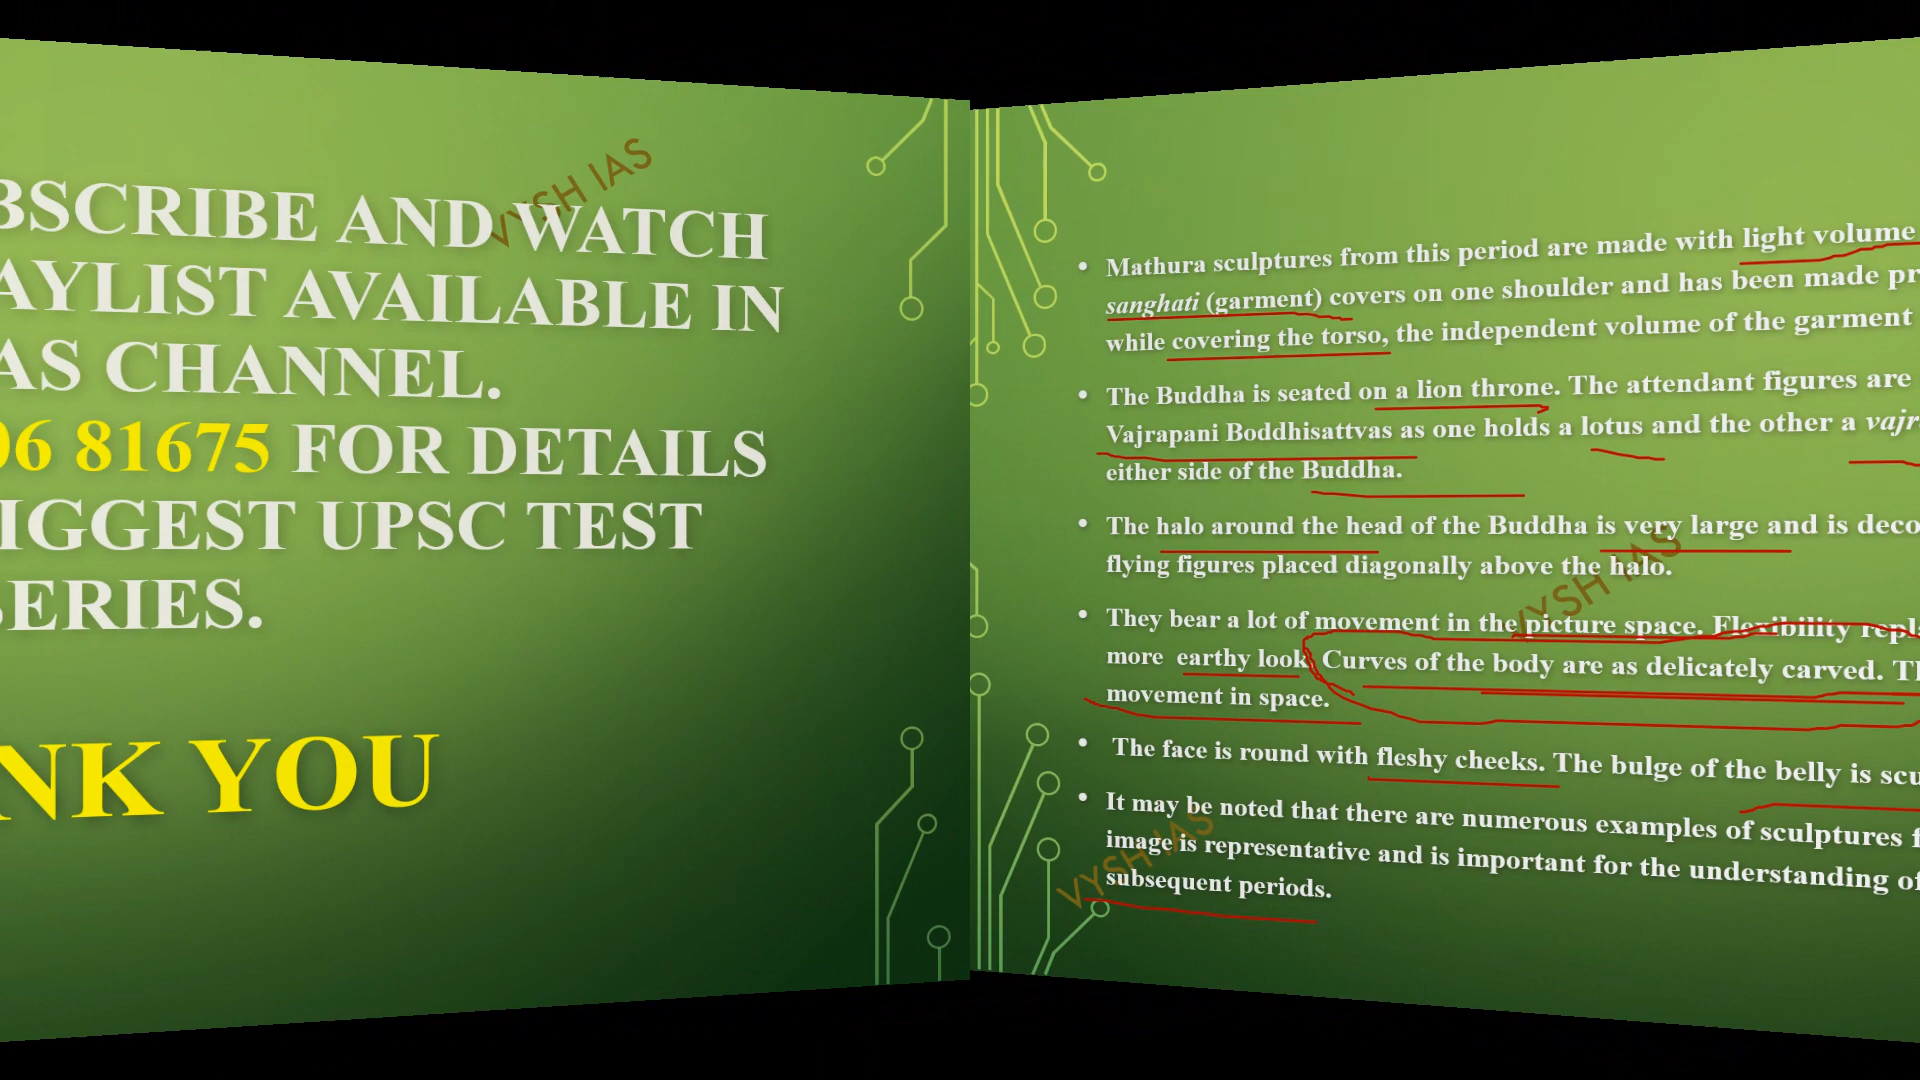 BSCRIBE AND WATCH
AYLIST AVAILABLE IN
AS CHANNEL.
06 81675 FOR DETAILS
IGGEST UPSC TEST
SERIES.
NK YOU
VYSH IAS
• Mathura sculptures from this period are made with light volume
sanghati (garment) covers on one shoulder and has been made pr
while covering the torso, the independent volume of the garment
• The Buddha is seated on a lion throne. The attendant figures are
Vajrapani Boddhisattvas as one holds a lotus and the other a vajr
either side of the Buddha.
• The halo around the head of the Buddha is very large and is deco
flying figures placed diagonally above the halo.
• They bear a lot of movement in the picture space. Flexibility repl
more earthy look. Curves of the body are as delicately carved. T
movement in space.
• The face is round with fleshy cheeks. The bulge of the belly is scu
• It may be noted that there are numerous examples of sculptures f
image is representative and is important for the understanding of
subsequent periods.
VYSH IAS
VYSH IAS